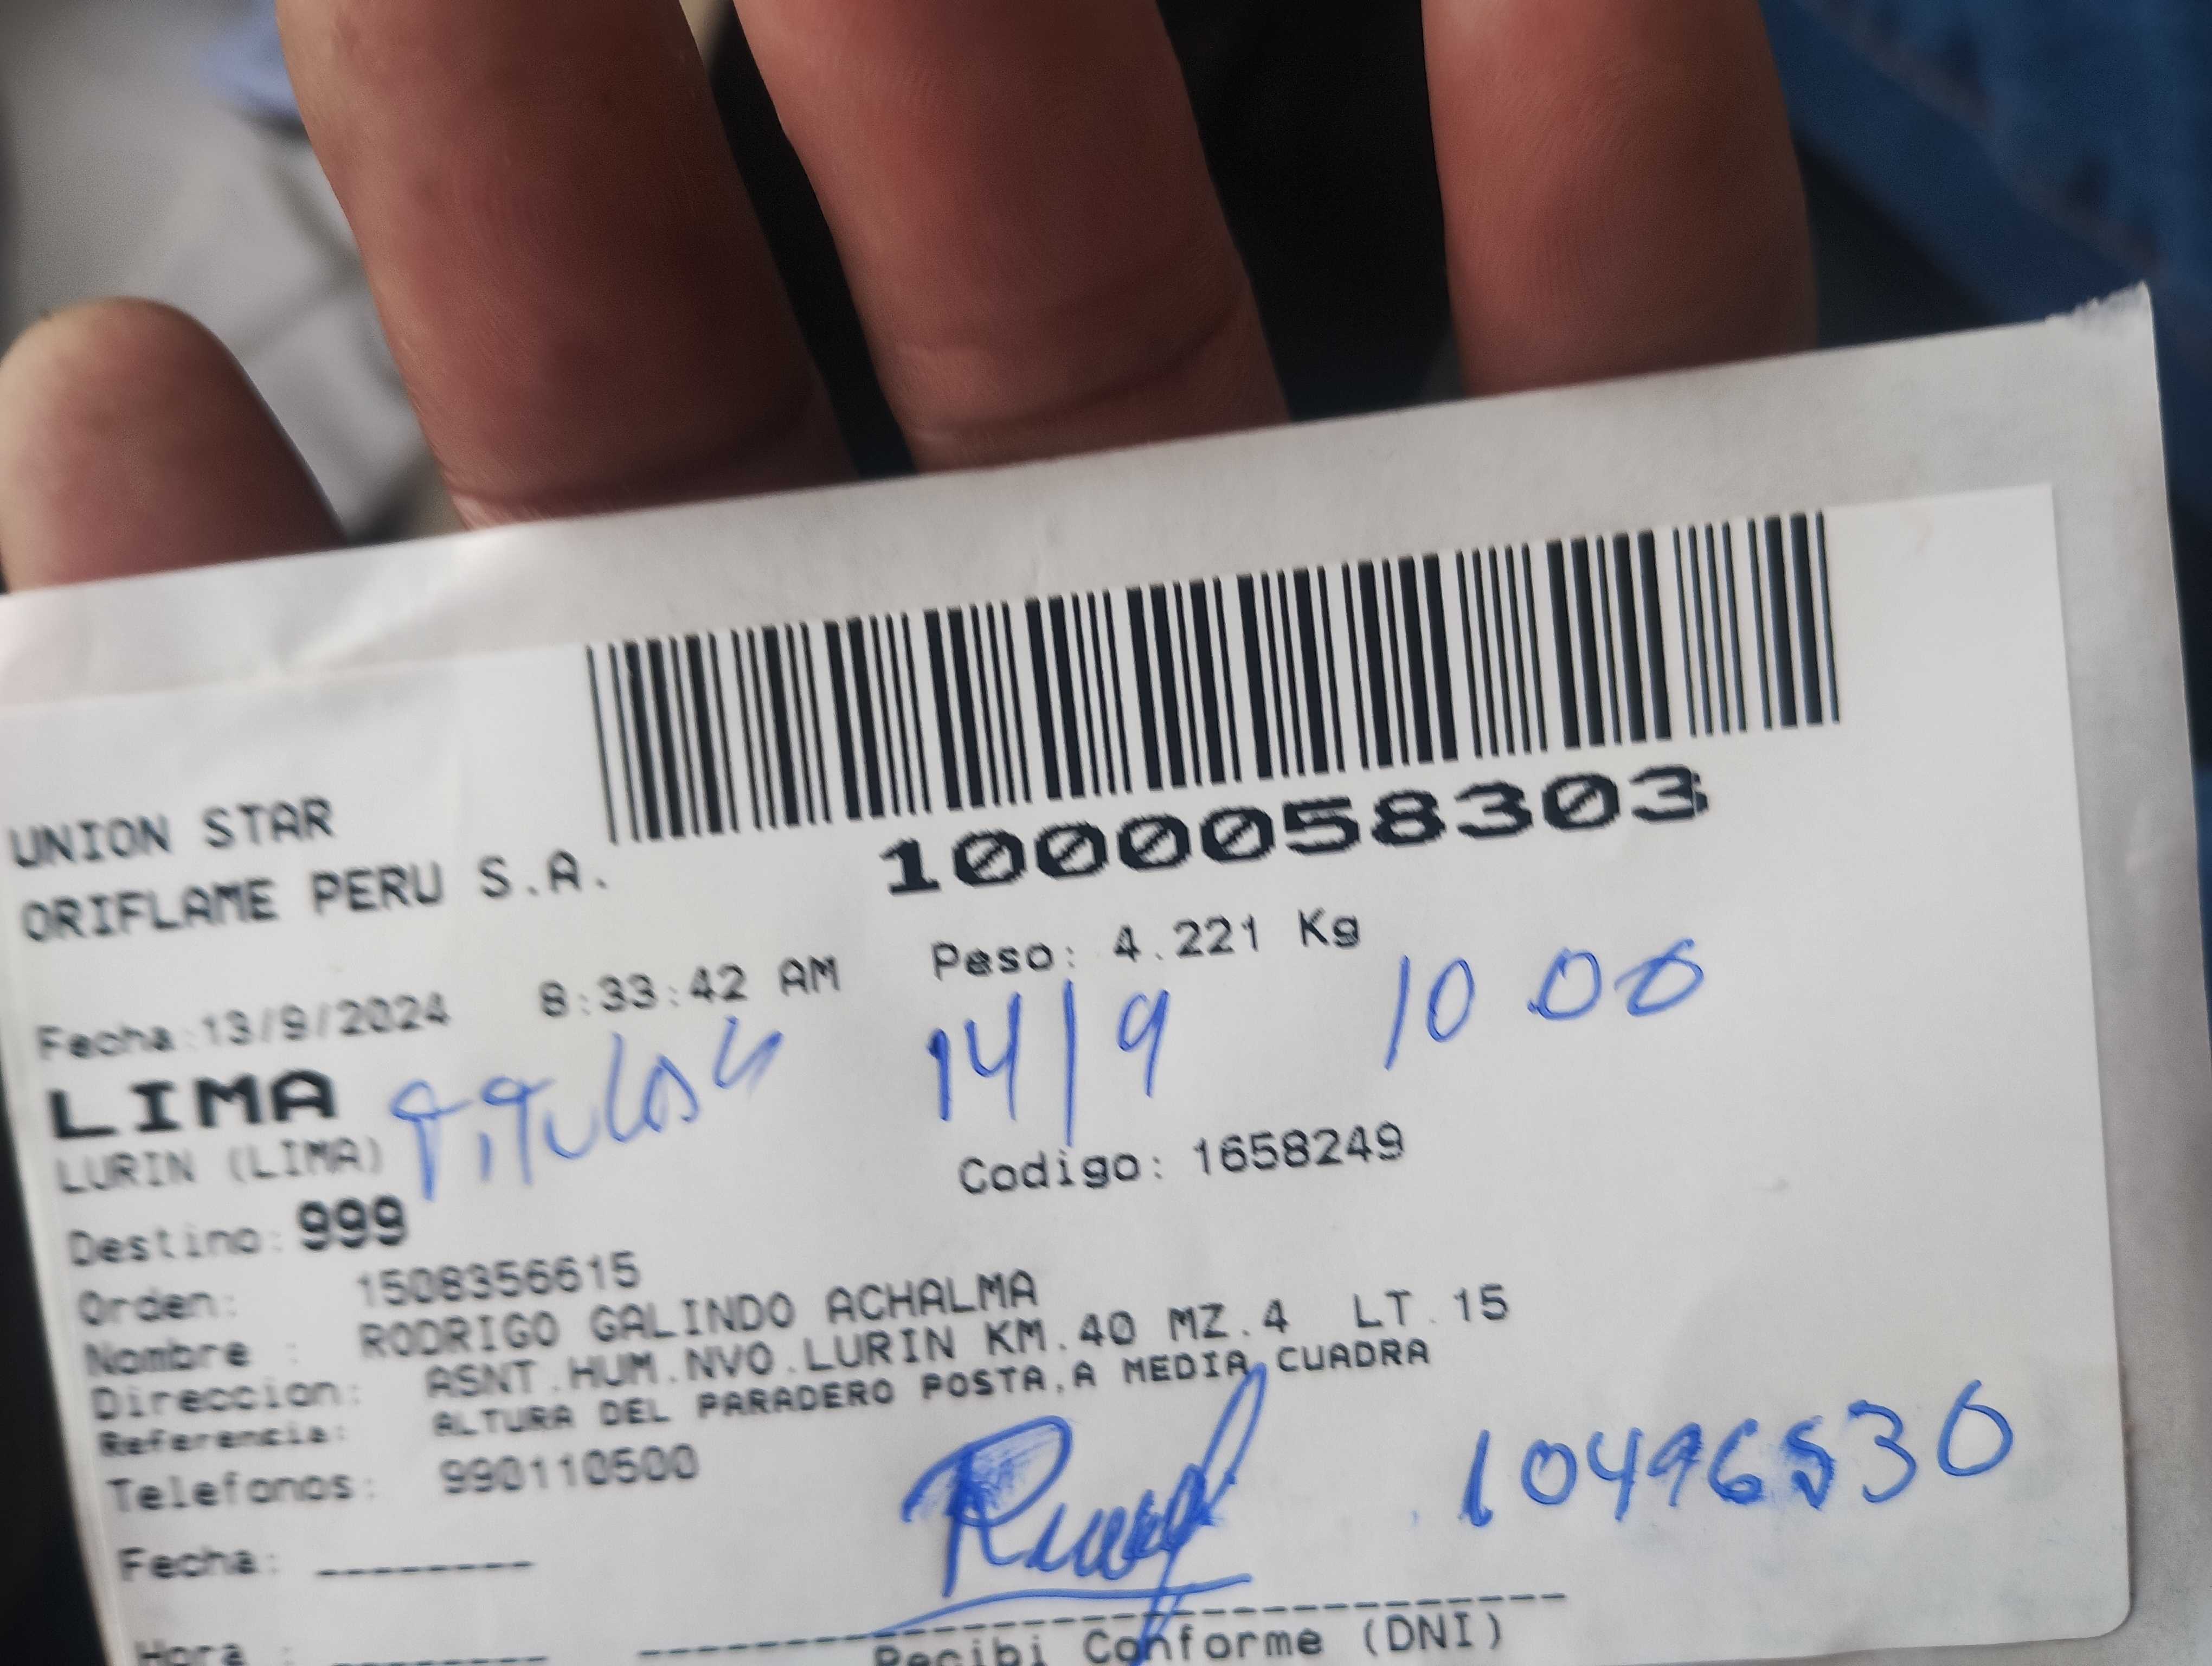 1000058303
UNION STAR
ORIFLAME PERU S.A.
Fecha:13/9/2024 8:33:42 AM Peso: 4.221 Kg
14/9 10 00
LIMA Titulos
LURIN (LIMA)
Codigo: 1658249
Destino: 999
Orden: 1508356615
Nombre : RODRIGO GALINDO ACHALMA
Direccion: ASNT.HUM.NVO.LURIN KM.40 MZ.4 LT.15
Referencia: ALTURA DEL PARADERO POSTA,A MEDIA CUADRA
Telefonos: 990110500
10496530
Fecha: ________
Hora : ________
Recibi Conforme (DNI)